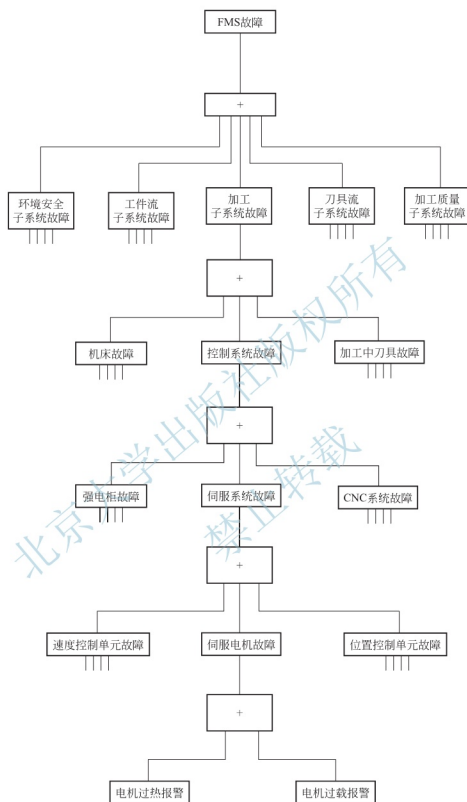 FMS故障
+
环境安全
子系统故障
工件流
子系统故障
加工
子系统故障
刀具流
子系统故障
加工质量
子系统故障
+
机床故障
控制系统故障
加工中刀具故障
+
强电柜故障
伺服系统故障
CNC系统故障
+
速度控制单元故障
伺服电机故障
位置控制单元故障
+
电机过热报警
电机过载报警
北京大学出版社版权所有
禁止转载